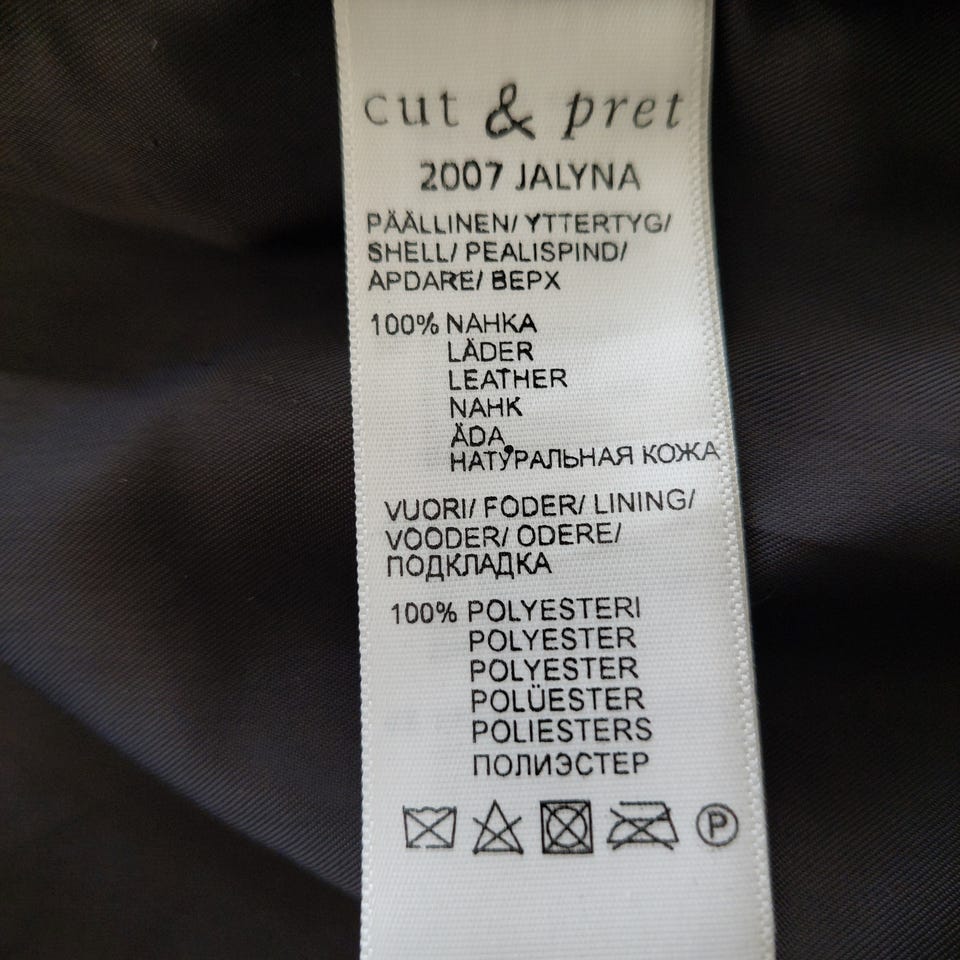 cut & pret
2007 JALYNA
PÄÄLLINEN/ YTTERTYG/
SHELL/ PEALISPIND/
APDARE/ ВЕРХ
100% NAHKA
LÄDER
LEATHER
NAHK
ÄDA
НАТУРАЛЬНАЯ КОЖА
VUORI/ FODER/ LINING/
VOODER/ ODERE/
ПОДКЛАДКА
100% POLYESTERI
POLYESTER
POLYESTER
POLÜESTER
POLIESTERS
ПОЛИЭСТЕР
P